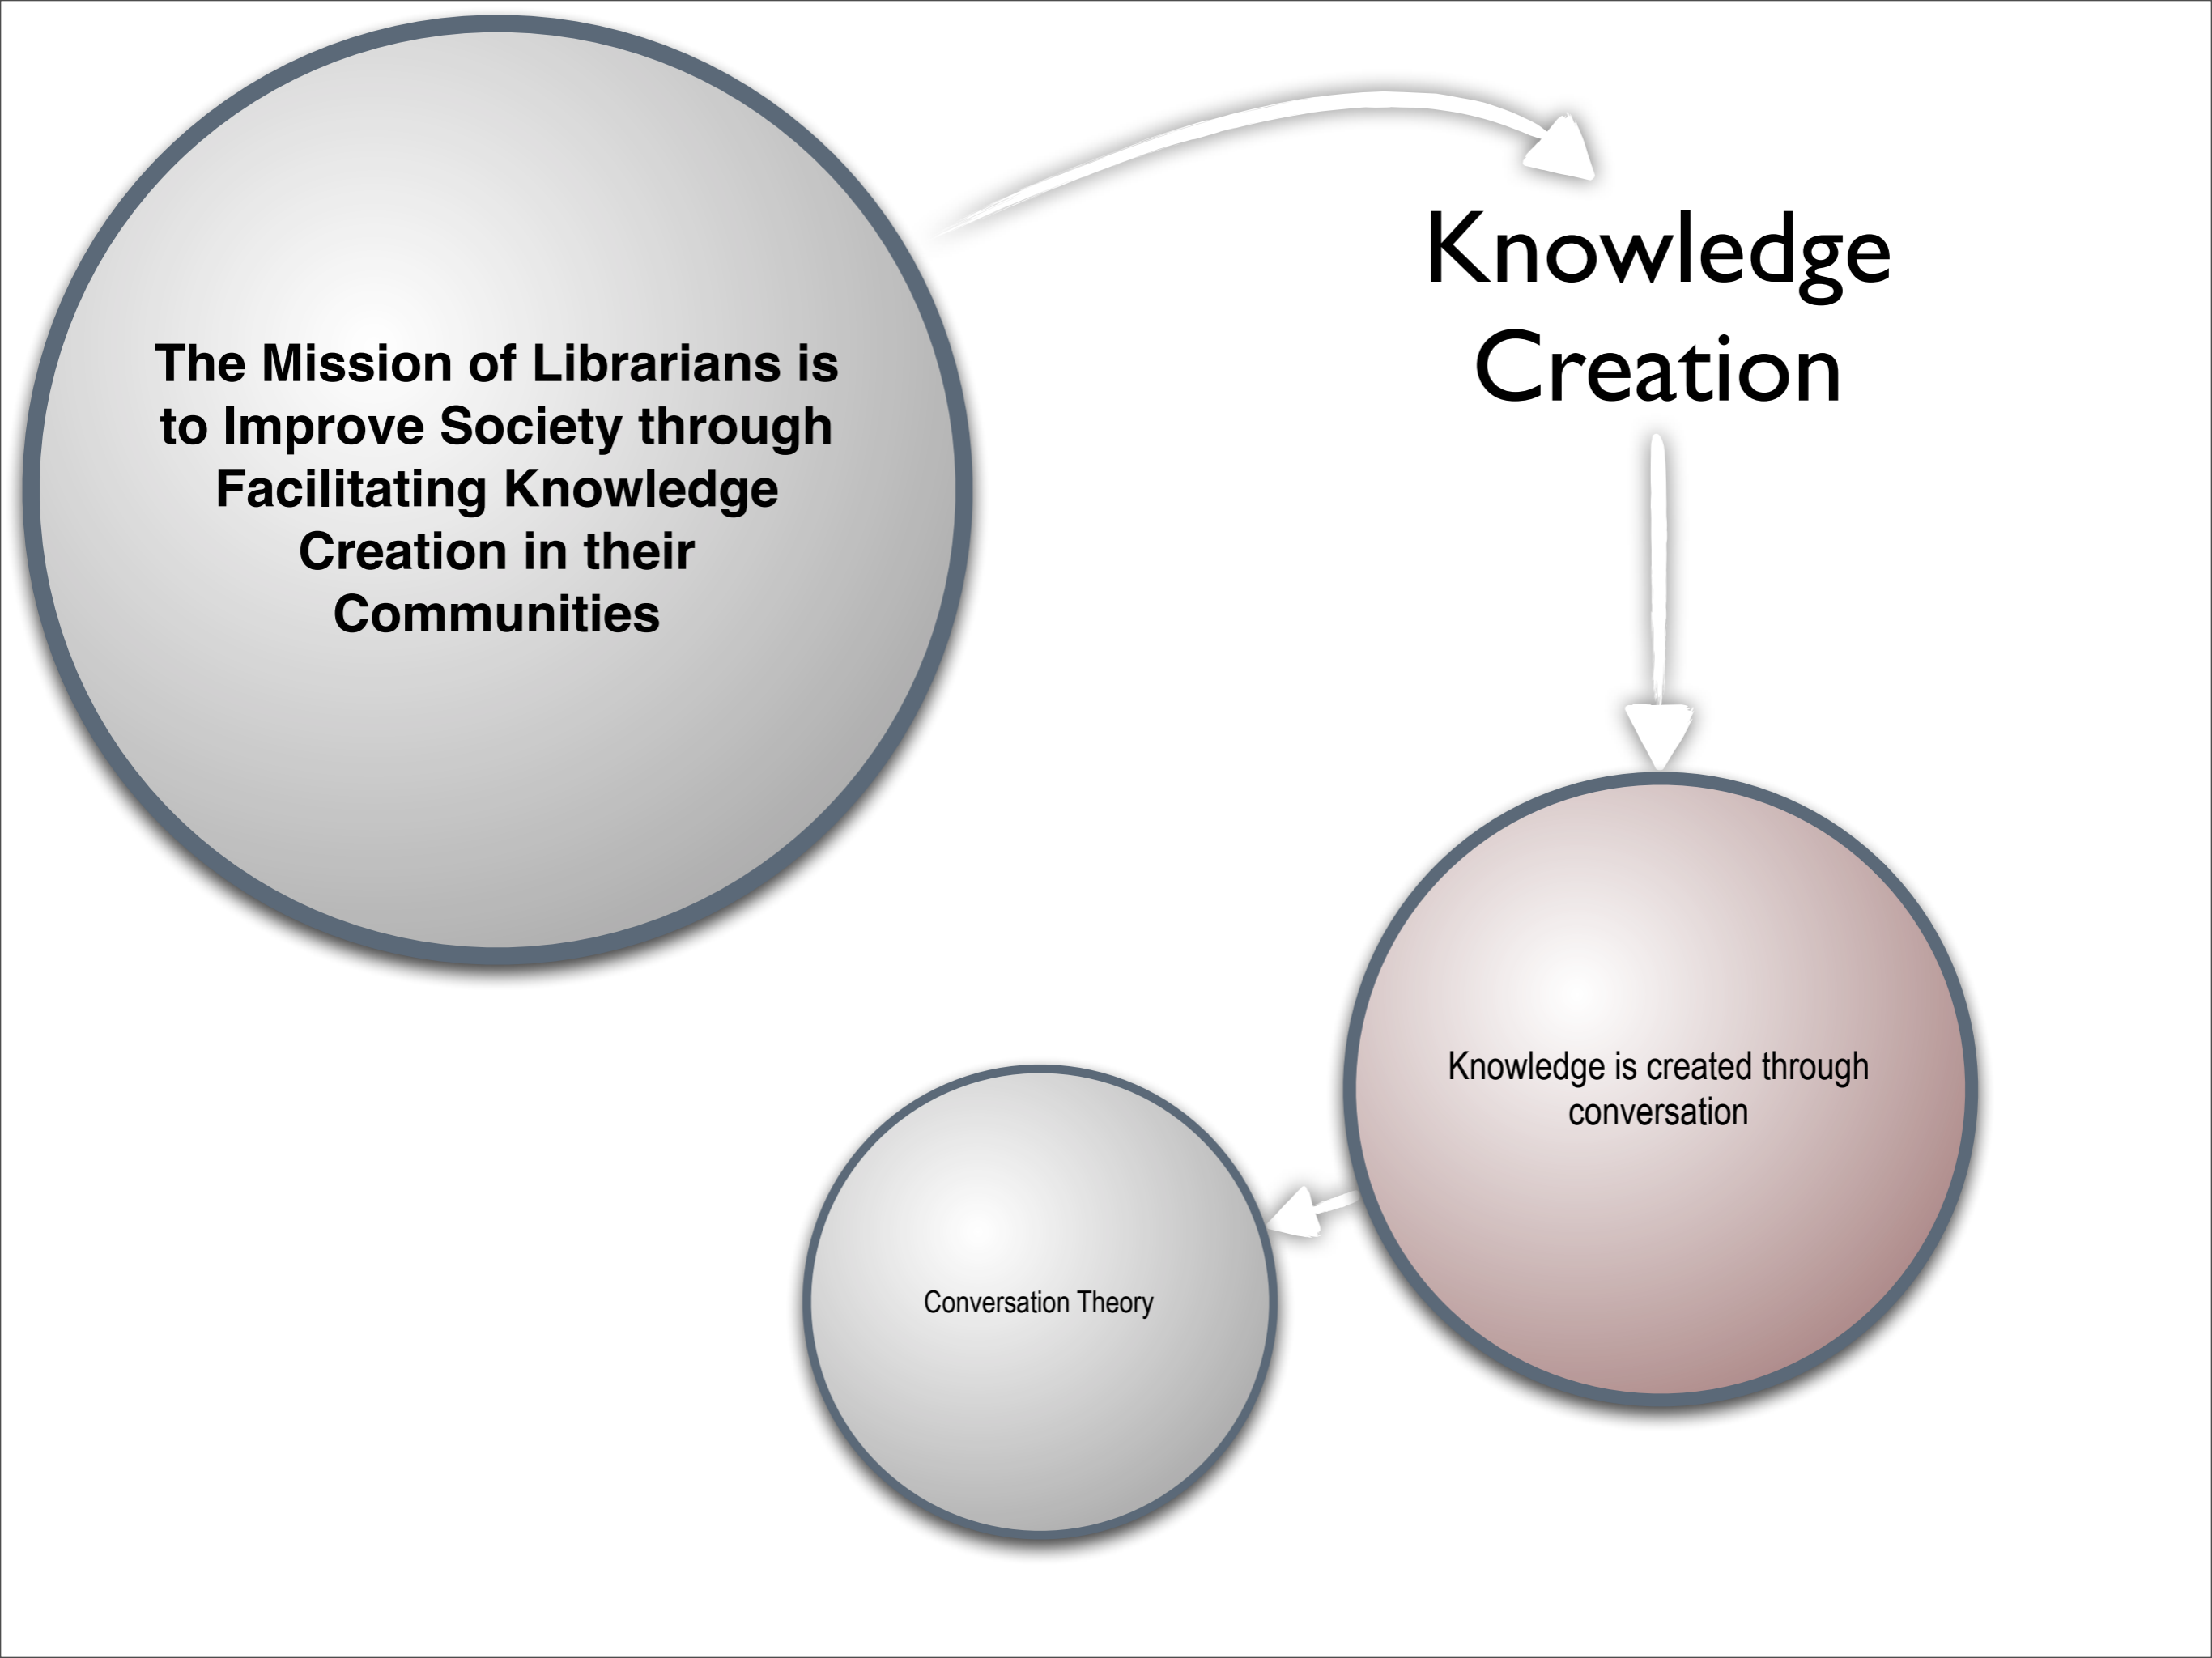 The Mission of Librarians is
to Improve Society through
Facilitating Knowledge
Creation in their
Communities
Knowledge
Creation
Knowledge is created through
conversation
Conversation Theory